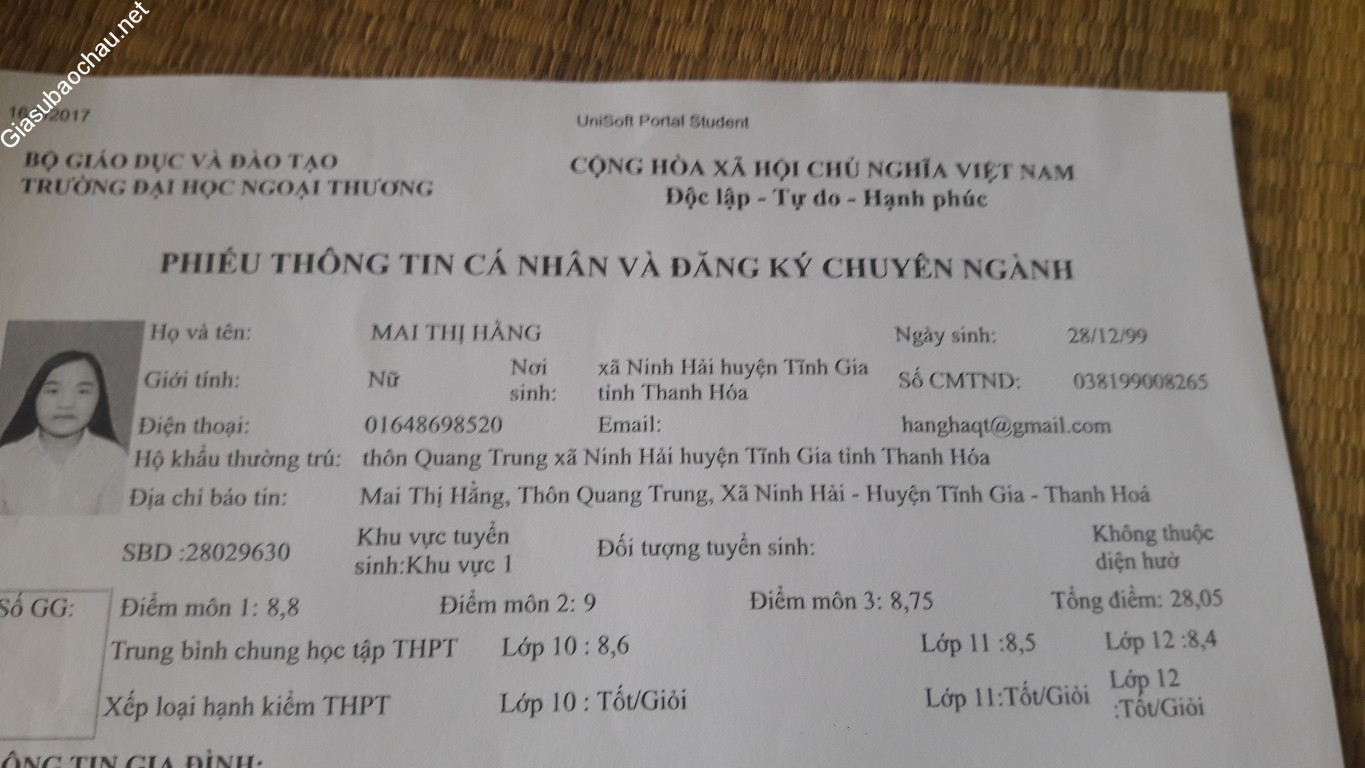 Giasubaochau.net
2017
UniSoft Portal Student
BỘ GIÁO DỤC VÀ ĐÀO TẠO
CỘNG HÒA XÃ HỘI CHỦ NGHĨA VIỆT NAM
TRƯỜNG ĐẠI HỌC NGOẠI THƯƠNG
Độc lập - Tự do - Hạnh phúc
PHIẾU THÔNG TIN CÁ NHÂN VÀ ĐĂNG KÝ CHUYÊN NGÀNH
Họ và tên: MAI THỊ HẰNG Ngày sinh: 28/12/99
Giới tính: Nữ Nơi sinh: xã Ninh Hải huyện Tĩnh Gia tỉnh Thanh Hóa Số CMTND: 038199008265
Điện thoại: 01648698520 Email: hanghaqt@gmail.com
Hộ khẩu thường trú: thôn Quang Trung xã Ninh Hải huyện Tĩnh Gia tỉnh Thanh Hóa
Địa chỉ báo tin: Mai Thị Hằng, Thôn Quang Trung, Xã Ninh Hải - Huyện Tĩnh Gia - Thanh Hoá
SBD :28029630 Khu vực tuyển sinh:Khu vực 1 Đối tượng tuyển sinh: Không thuộc diện hưở
Số GG: Điểm môn 1: 8,8 Điểm môn 2: 9 Điểm môn 3: 8,75 Tổng điểm: 28,05
Trung bình chung học tập THPT Lớp 10 : 8,6 Lớp 11 :8,5 Lớp 12 :8,4
Xếp loại hạnh kiểm THPT Lớp 10 : Tốt/Giỏi Lớp 11:Tốt/Giỏi Lớp 12 :Tốt/Giỏi
ÔNG TIN GIA ĐÌNH: